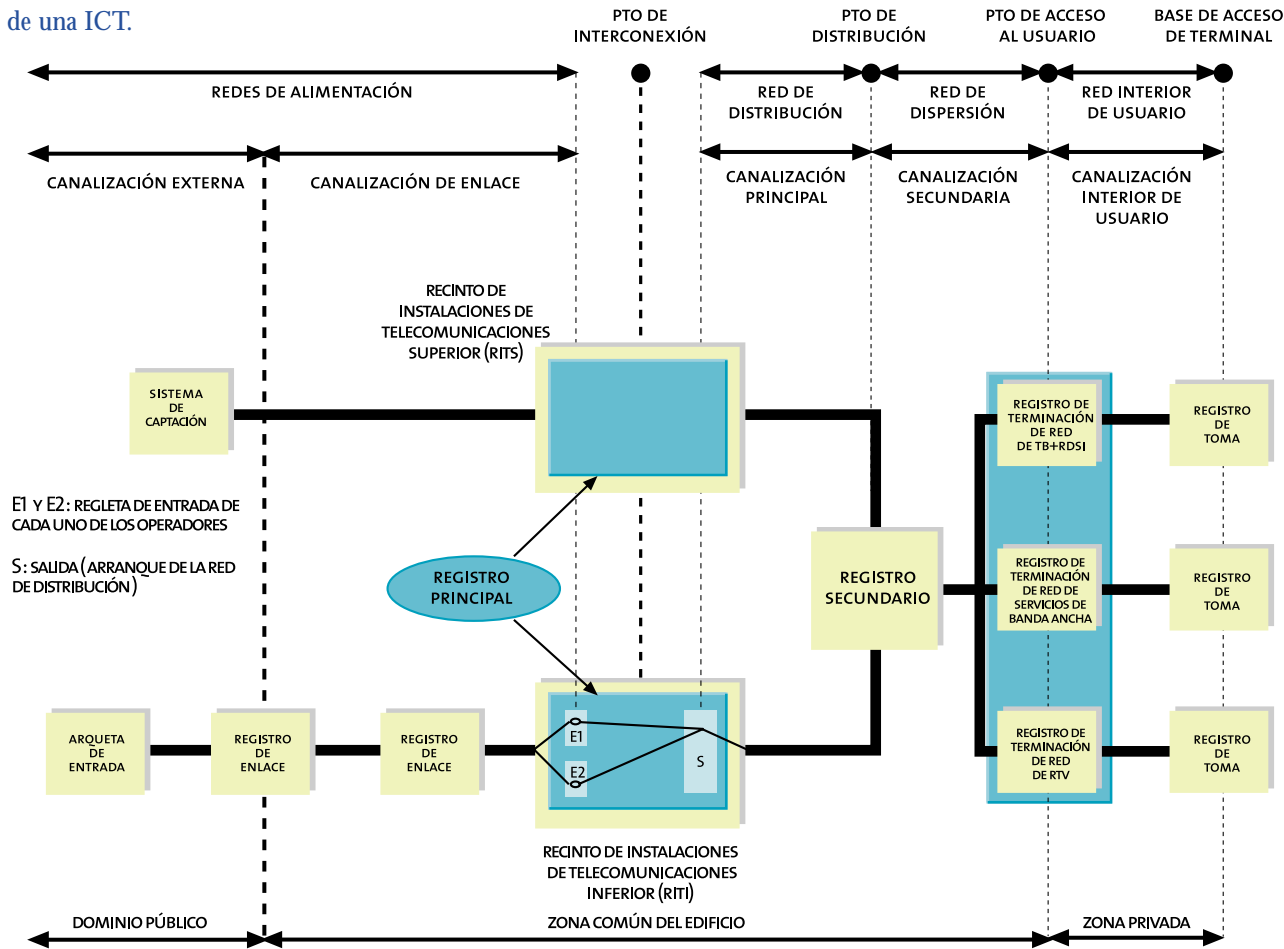 de una ICT.
PTO DE
INTERCONEXIÓN
PTO DE
DISTRIBUCIÓN
PTO DE ACCESO
AL USUARIO
BASE DE ACCESO
DE TERMINAL
REDES DE ALIMENTACIÓN
RED DE
DISTRIBUCIÓN
RED DE
DISPERSIÓN
RED INTERIOR
DE USUARIO
CANALIZACIÓN EXTERNA
CANALIZACIÓN DE ENLACE
CANALIZACIÓN
PRINCIPAL
CANALIZACIÓN
SECUNDARIA
CANALIZACIÓN
INTERIOR DE
USUARIO
RECINTO DE
INSTALACIONES DE
TELECOMUNICACIONES
SUPERIOR (RITS)
SISTEMA
DE
CAPTACIÓN
REGISTRO DE
TERMINACIÓN
DE RED
DE TB+RDSI
REGISTRO
DE
TOMA
E1 Y E2: REGLETA DE ENTRADA DE
CADA UNO DE LOS OPERADORES
S: SALIDA (ARRANQUE DE LA RED
DE DISTRIBUCIÓN)
REGISTRO
PRINCIPAL
REGISTRO
SECUNDARIO
REGISTRO DE
TERMINACIÓN
DE RED DE
SERVICIOS DE
BANDA ANCHA
REGISTRO
DE
TOMA
ARQUETA
DE
ENTRADA
REGISTRO
DE
ENLACE
REGISTRO
DE
ENLACE
E1
E2
S
REGISTRO DE
TERMINACIÓN
DE RED
DE RTV
REGISTRO
DE
TOMA
RECINTO DE INSTALACIONES
DE TELECOMUNICACIONES
INFERIOR (RITI)
DOMINIO PÚBLICO
ZONA COMÚN DEL EDIFICIO
ZONA PRIVADA